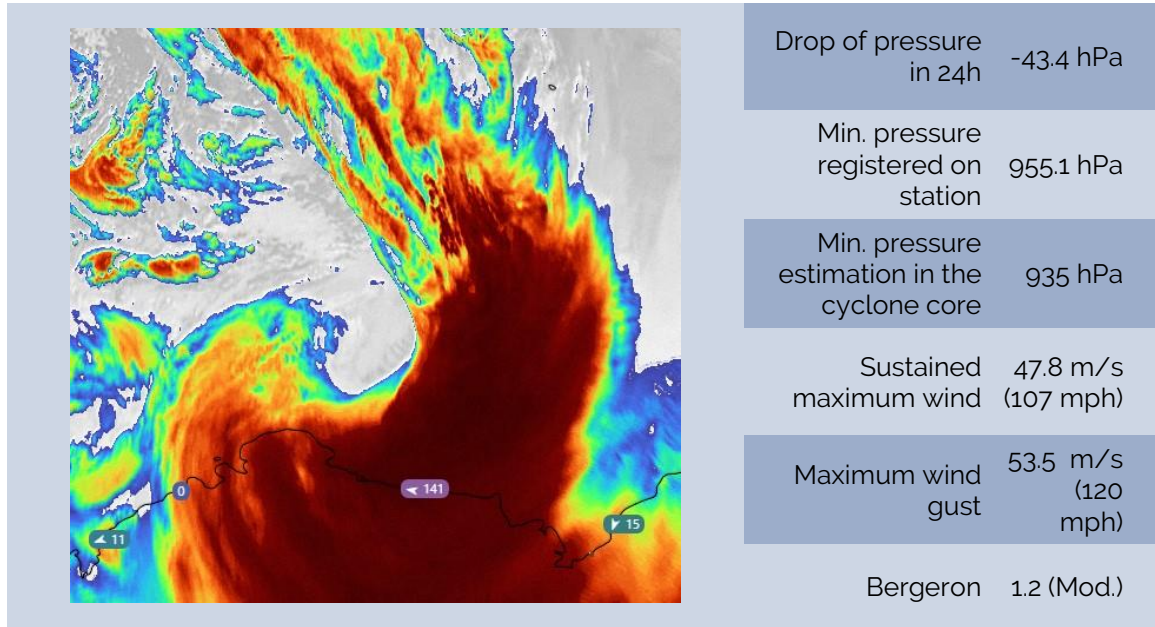 Drop of pressure
in 24h
-43.4 hPa
Min. pressure
registered on
station
955.1 hPa
Min. pressure
estimation in the
cyclone core
935 hPa
Sustained
maximum wind
47.8 m/s
(107 mph)
Maximum wind
gust
53.5 m/s
(120
mph)
Bergeron
1.2 (Mod.)
0
141
15
11